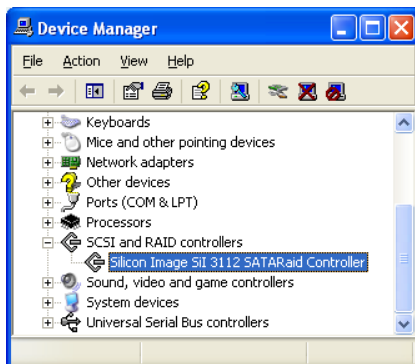 Device Manager
File Action View Help
Keyboards
Mice and other pointing devices
Network adapters
Other devices
Ports (COM & LPT)
Processors
SCSI and RAID controllers
Silicon Image SiI 3112 SATARaid Controller
Sound, video and game controllers
System devices
Universal Serial Bus controllers